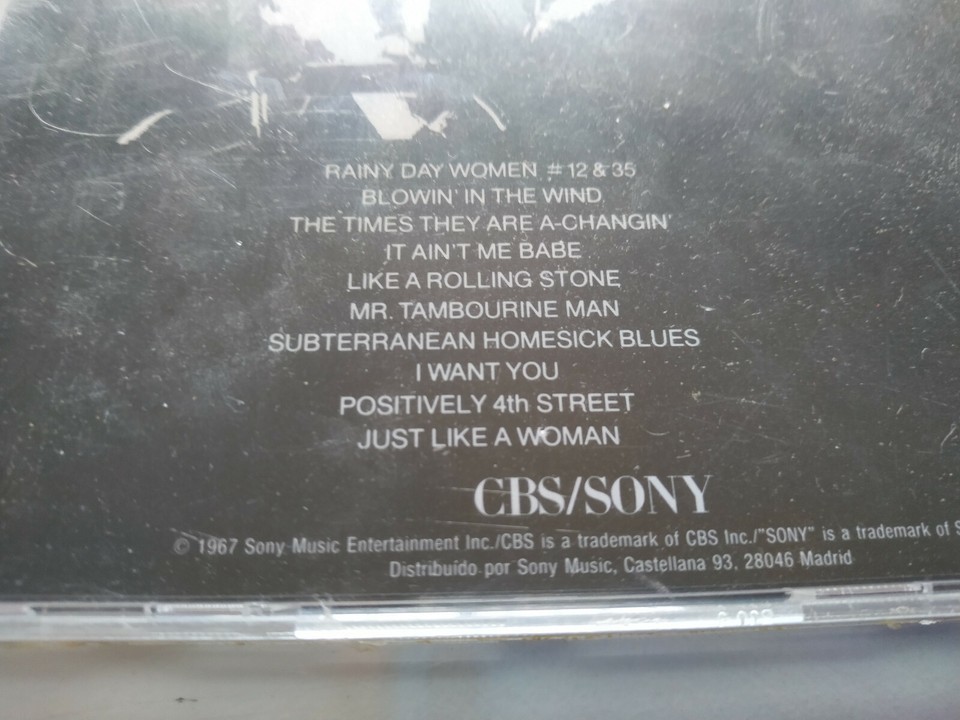 RAINY DAY WOMEN # 12 & 35
BLOWIN' IN THE WIND
THE TIMES THEY ARE A-CHANGIN'
IT AIN'T ME BABE
LIKE A ROLLING STONE
MR. TAMBOURINE MAN
SUBTERRANEAN HOMESICK BLUES
I WANT YOU
POSITIVELY 4th STREET
JUST LIKE A WOMAN
CBS/SONY
© 1967 Sony Music Entertainment Inc./CBS is a trademark of CBS Inc./"SONY" is a trademark of
Distribuido por Sony Music, Castellana 93, 28046 Madrid